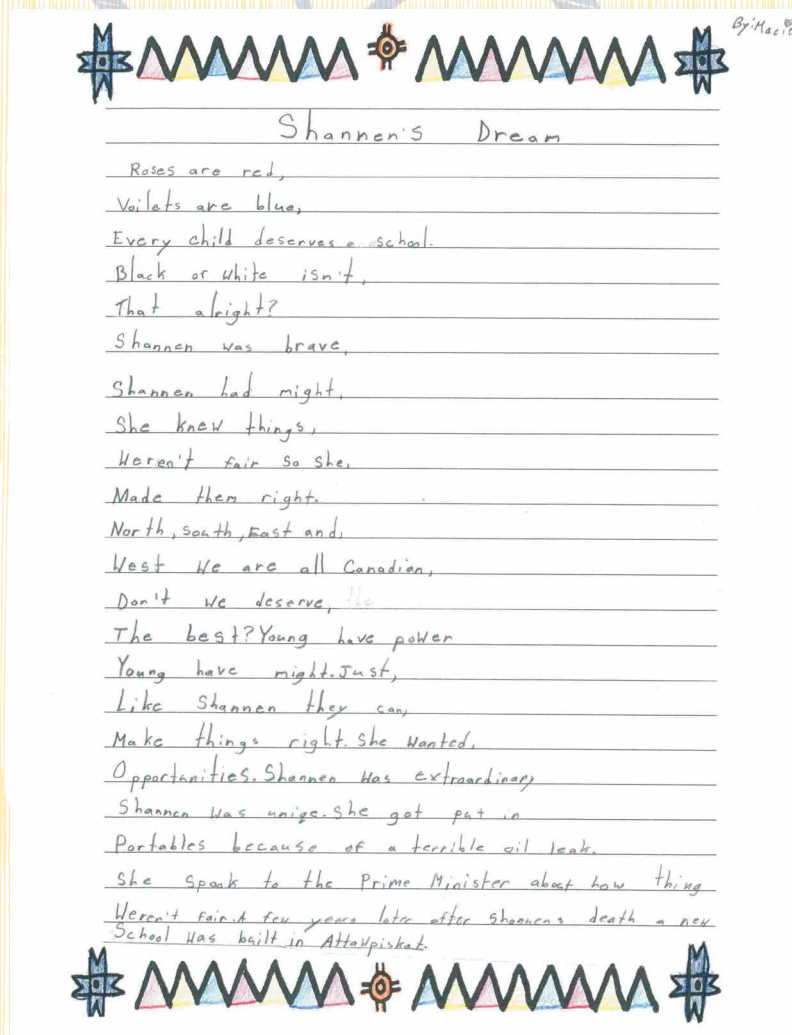 By: Maci
Shannen's Dream
Roses are red,
Voilets are blue,
Every child deserves a school.
Black or white isn't,
That alright?
Shannen was brave,
Shannen had might,
She knew things,
Weren't fair so she,
Made them right.
North, South, East and,
West We are all Canadian,
Don't We deserve, the
The best? Young have power
Young have might. Just,
Like Shannen they can,
Make things right. She Wanted,
Opportunities. Shannen Was extraordinary
Shannen Was uniqe. She got put in
Portables because of a terrible oil leak.
She spoak to the Prime Minister about how thing
Weren't fair. A few years later after Shannens death a new
School Was built in Attawpiskat.